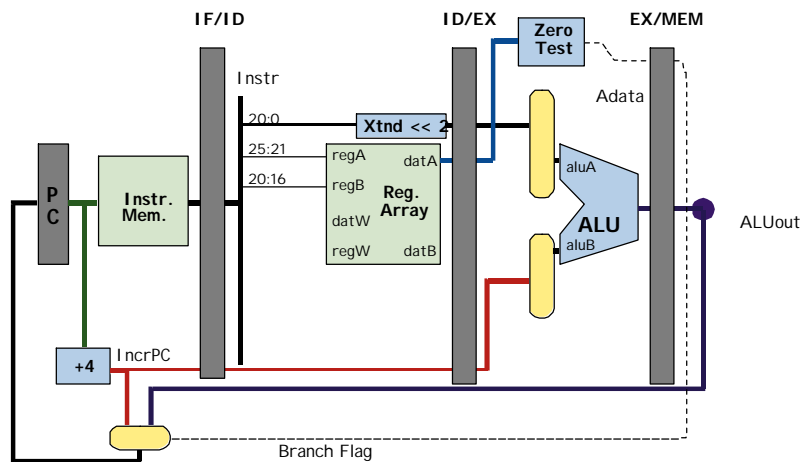 IF/ID
ID/EX
EX/MEM
Zero
Test
Instr
Adata
20:0
Xtnd << 2
25:21
regA
datA
aluA
P
C
Instr.
Mem.
20:16
regB
Reg.
Array
datW
ALU
ALUout
regW
datB
aluB
+4
IncrPC
Branch Flag